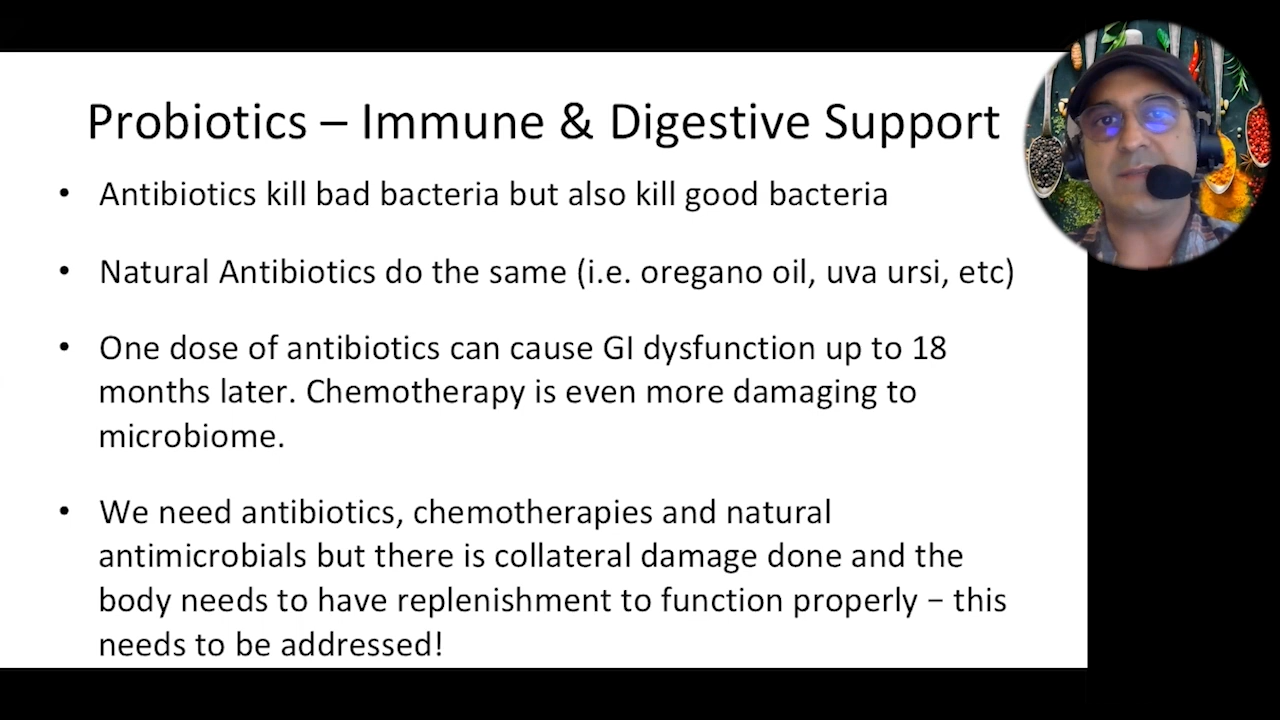 Probiotics – Immune & Digestive Support
• Antibiotics kill bad bacteria but also kill good bacteria
• Natural Antibiotics do the same (i.e. oregano oil, uva ursi, etc)
• One dose of antibiotics can cause GI dysfunction up to 18
months later. Chemotherapy is even more damaging to
microbiome.
• We need antibiotics, chemotherapies and natural
antimicrobials but there is collateral damage done and the
body needs to have replenishment to function properly – this
needs to be addressed!